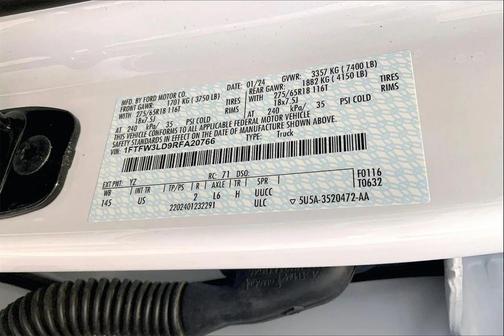 MFD. BY FORD MOTOR CO. DATE: 01/24 GVWR: 3357 KG (7400 LB)
FRONT GAWR: 1701 KG (3750 LB) REAR GAWR: 1882 KG (4150 LB)
275/65R18 116T TIRES 275/65R18 116T TIRES
18x7.5J RIMS 18x7.5J RIMS
AT 240 kPa/ 35 PSI COLD AT 240 kPa/ 35 PSI COLD
THIS VEHICLE CONFORMS TO ALL APPLICABLE FEDERAL MOTOR VEHICLE
SAFETY STANDARDS IN EFFECT ON THE DATE OF MANUFACTURE SHOWN ABOVE
VIN: 1FTFW3LD9RFA20766 TYPE: Truck
F0116
T0632
EXT PNT: YZ RC: 71 DSO:
WB INT TR TP/PS R AX TR SPR
145 US 2 L6 H UUCC
2202401232291 ULC 5U5A-3520472-AA